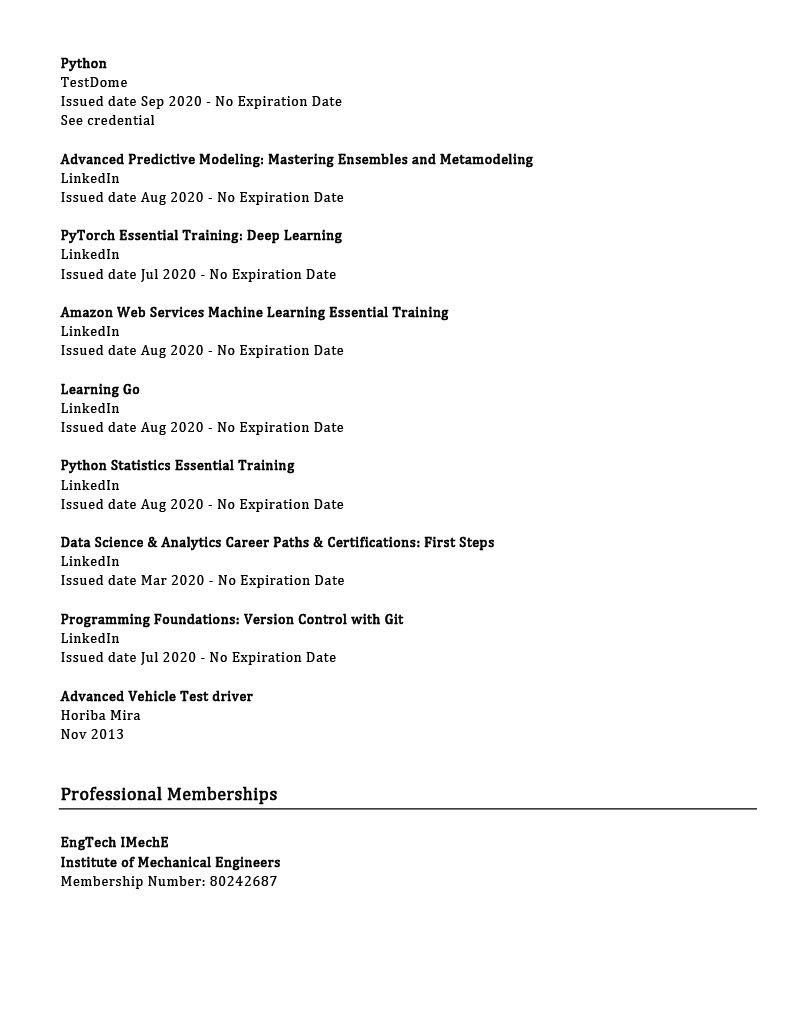 Python
TestDome
Issued date Sep 2020 - No Expiration Date
See credential
Advanced Predictive Modeling: Mastering Ensembles and Metamodeling
LinkedIn
Issued date Aug 2020 - No Expiration Date
PyTorch Essential Training: Deep Learning
LinkedIn
Issued date Jul 2020 - No Expiration Date
Amazon Web Services Machine Learning Essential Training
LinkedIn
Issued date Aug 2020 - No Expiration Date
Learning Go
LinkedIn
Issued date Aug 2020 - No Expiration Date
Python Statistics Essential Training
LinkedIn
Issued date Aug 2020 - No Expiration Date
Data Science & Analytics Career Paths & Certifications: First Steps
LinkedIn
Issued date Mar 2020 - No Expiration Date
Programming Foundations: Version Control with Git
LinkedIn
Issued date Jul 2020 - No Expiration Date
Advanced Vehicle Test driver
Horiba Mira
Nov 2013
Professional Memberships
EngTech IMechE
Institute of Mechanical Engineers
Membership Number: 80242687